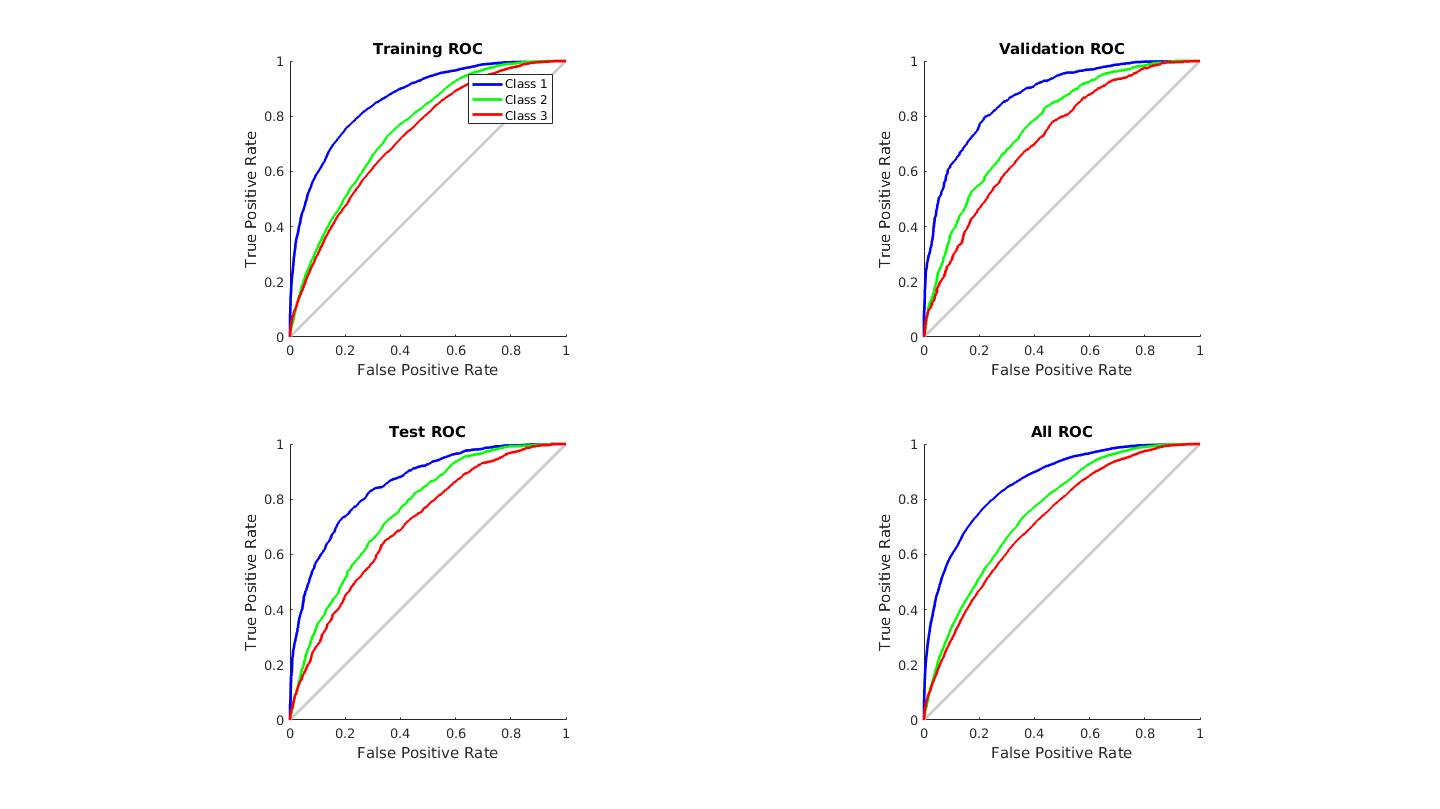 Training ROC
1
0.8
0.6
0.4
0.2
0
True Positive Rate
Class 1
Class 2
Class 3
0 0.2 0.4 0.6 0.8 1
False Positive Rate
Validation ROC
1
0.8
0.6
0.4
0.2
0
True Positive Rate
0 0.2 0.4 0.6 0.8 1
False Positive Rate
Test ROC
1
0.8
0.6
0.4
0.2
0
True Positive Rate
0 0.2 0.4 0.6 0.8 1
False Positive Rate
All ROC
1
0.8
0.6
0.4
0.2
0
True Positive Rate
0 0.2 0.4 0.6 0.8 1
False Positive Rate